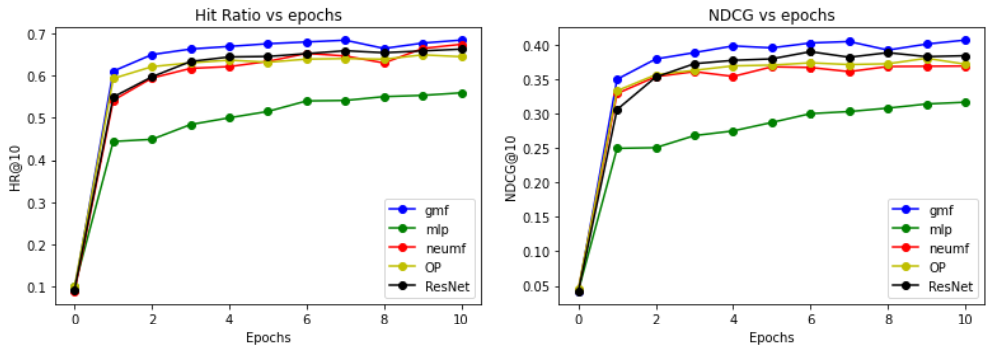 Hit Ratio vs epochs
HR@10
0.7
0.6
0.5
0.4
0.3
0.2
0.1
0
2
4
6
8
10
Epochs
gmf
mlp
neumf
OP
ResNet
NDCG vs epochs
NDCG@10
0.40
0.35
0.30
0.25
0.20
0.15
0.10
0.05
0
2
4
6
8
10
Epochs
gmf
mlp
neumf
OP
ResNet